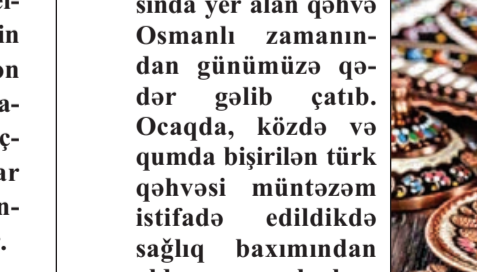 sında yer alan qəhvə
Osmanlı zamanın-
dan günümüzə qə-
dər gəlib çatıb.
Ocaqda, közdə və
qumda bişirilən türk
qəhvəsi müntəzəm
istifadə edildikdə
sağlıq baxımından